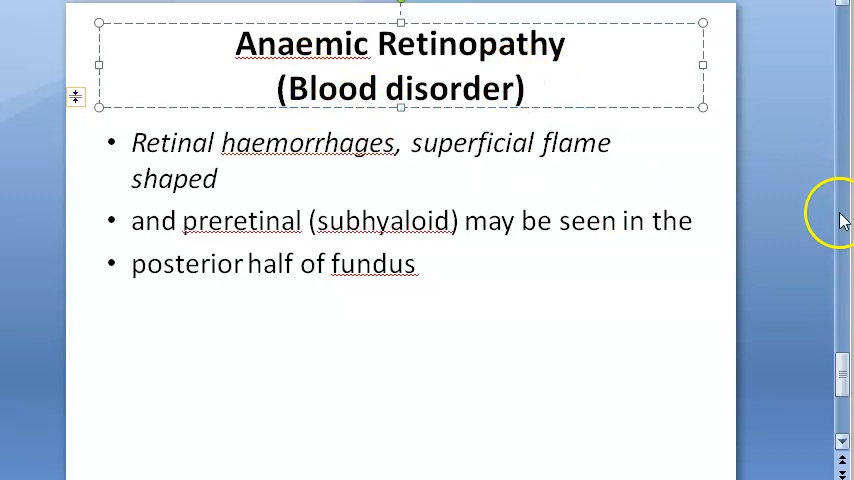 Anaemic Retinopathy
(Blood disorder)
• Retinal haemorrhages, superficial flame
shaped
• and preretinal (subhyaloid) may be seen in the
• posterior half of fundus